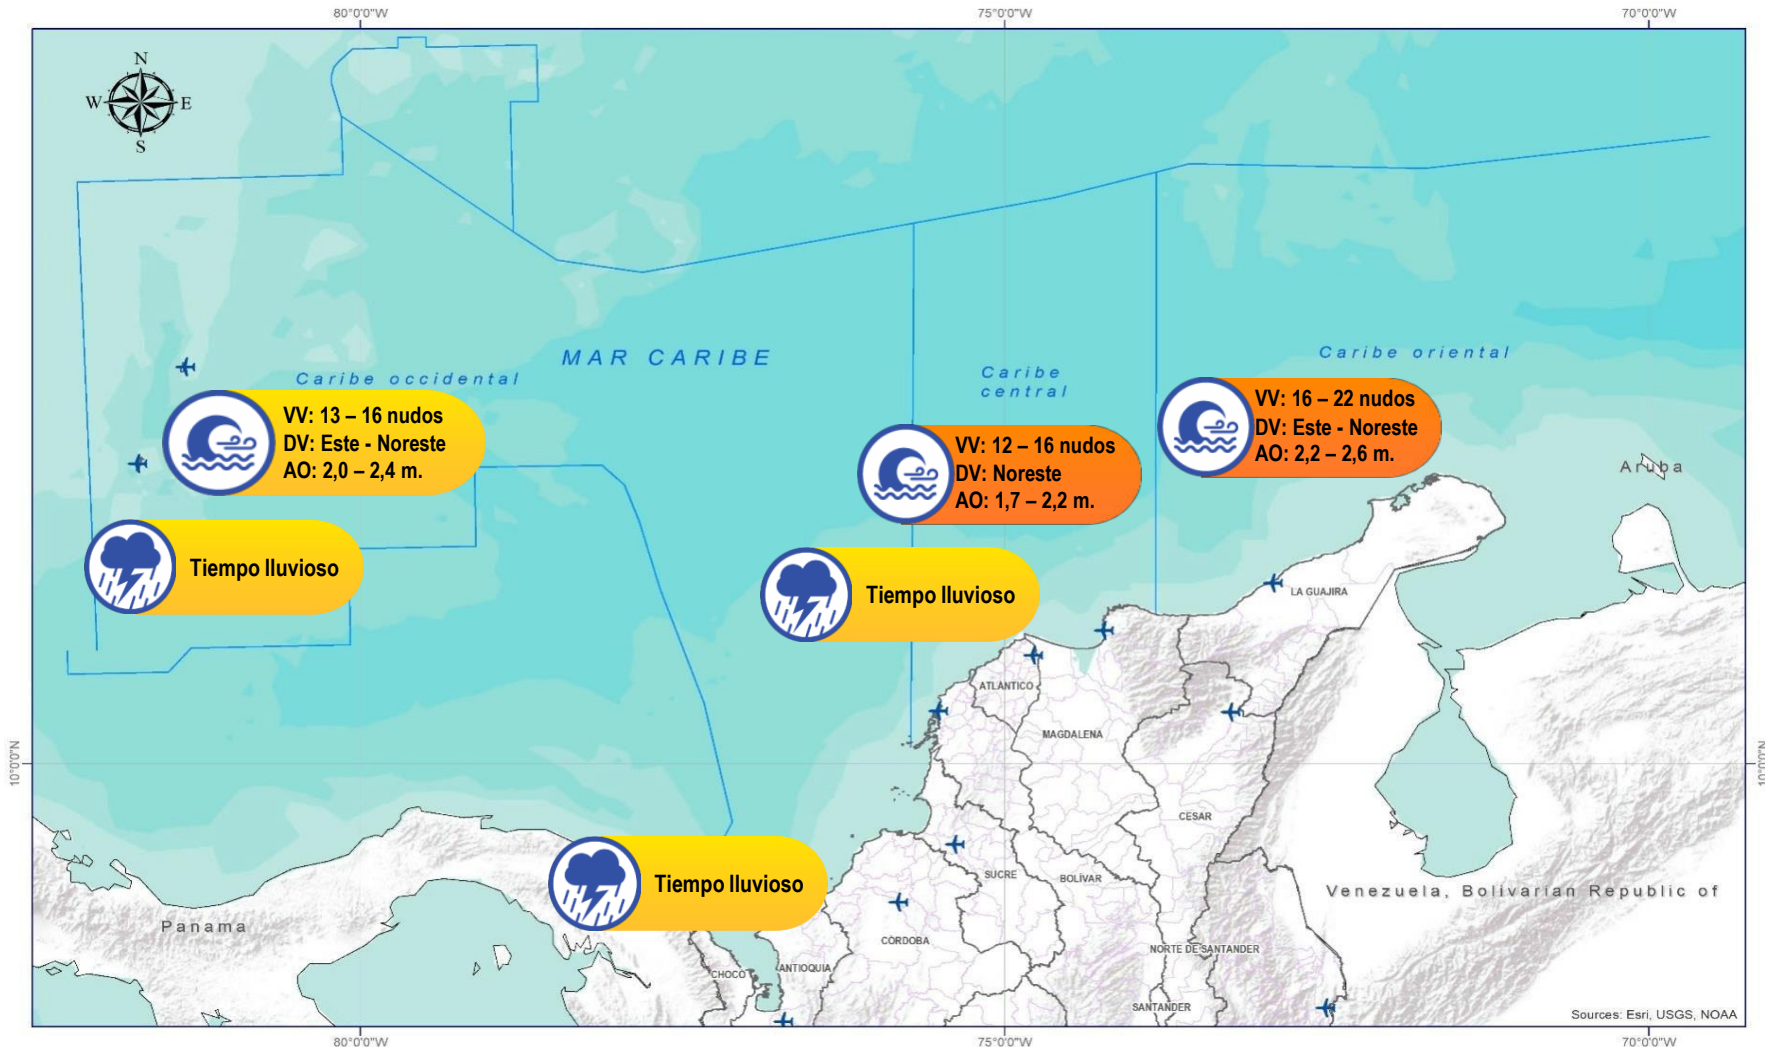 80°0'0"W
75°0'0"W
70°0'0"W
N
W
E
S
MAR CARIBE
Caribe occidental
Caribe
central
Caribe oriental
VV: 13 – 16 nudos
DV: Este - Noreste
AO: 2,0 – 2,4 m.
VV: 12 – 16 nudos
DV: Noreste
AO: 1,7 – 2,2 m.
VV: 16 – 22 nudos
DV: Este - Noreste
AO: 2,2 – 2,6 m.
Aruba
Tiempo lluvioso
Tiempo lluvioso
LA GUAJIRA
ATLÁNTICO
MAGDALENA
10°0'0"N
10°0'0"N
CESAR
Tiempo lluvioso
SUCRE
BOLÍVAR
Venezuela, Bolivarian Republic of
Panama
CÓRDOBA
NORTE DE SANTANDER
CHOCÓ
ANTIOQUIA
SANTANDER
Sources: Esri, USGS, NOAA
80°0'0"W
75°0'0"W
70°0'0"W